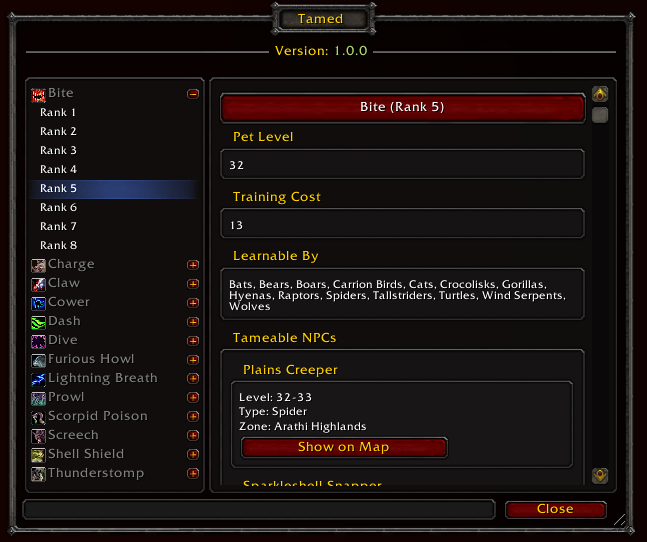 Tamed
Version: 1.0.0
Bite
Rank 1
Rank 2
Rank 3
Rank 4
Rank 5
Rank 6
Rank 7
Rank 8
Charge
Claw
Cower
Dash
Dive
Furious Howl
Lightning Breath
Prowl
Scorpid Poison
Screech
Shell Shield
Thunderstomp
Bite (Rank 5)
Pet Level
32
Training Cost
13
Learnable By
Bats, Bears, Boars, Carrion Birds, Cats, Crocolisks, Gorillas,
Hyenas, Raptors, Spiders, Tallstriders, Turtles, Wind Serpents,
Wolves
Tameable NPCs
Plains Creeper
Level: 32-33
Type: Spider
Zone: Arathi Highlands
Show on Map
Sparkleshell Snapper
Close